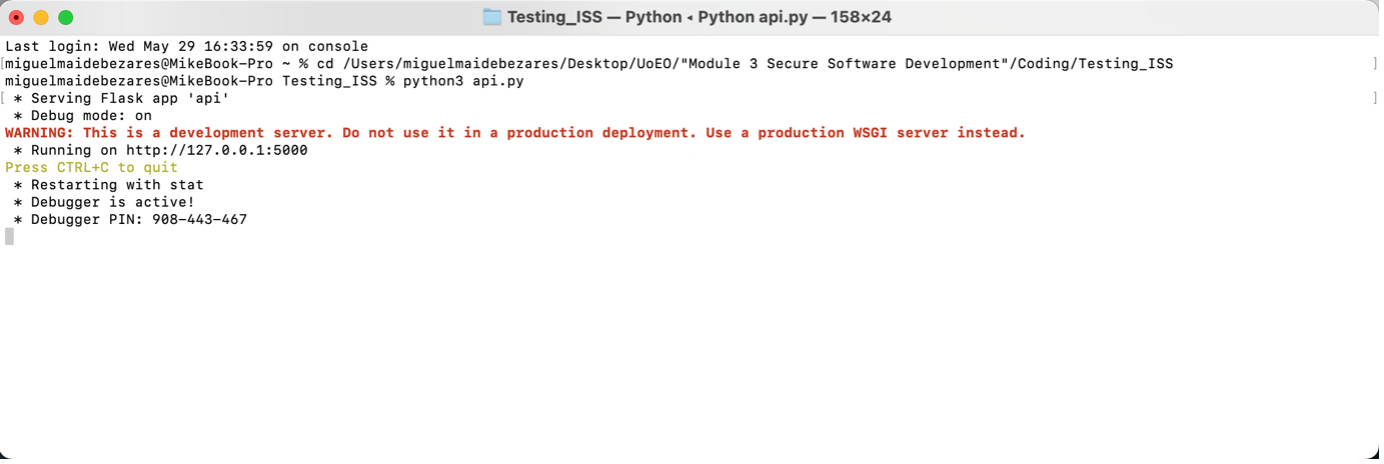 Testing_ISS — Python ◂ Python api.py — 158×24
Last login: Wed May 29 16:33:59 on console
[miguelmaidebezares@MikeBook-Pro ~ % cd /Users/miguelmaidebezares/Desktop/UoEO/"Module 3 Secure Software Development"/Coding/Testing_ISS ]
miguelmaidebezares@MikeBook-Pro Testing_ISS % python3 api.py
[ * Serving Flask app 'api' ]
 * Debug mode: on
WARNING: This is a development server. Do not use it in a production deployment. Use a production WSGI server instead.
 * Running on http://127.0.0.1:5000
Press CTRL+C to quit
 * Restarting with stat
 * Debugger is active!
 * Debugger PIN: 908-443-467